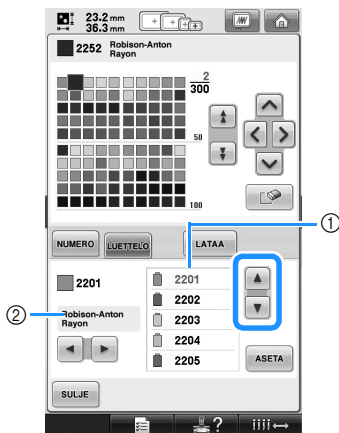 23.2 mm
36.3 mm
2252 Robison-Anton
Rayon
2
300
50
100
NUMERO
LUETTELO
LATAA
①
2201
2201
2202
2203
2204
2205
② Robison-Anton
Rayon
ASETA
SULJE
?